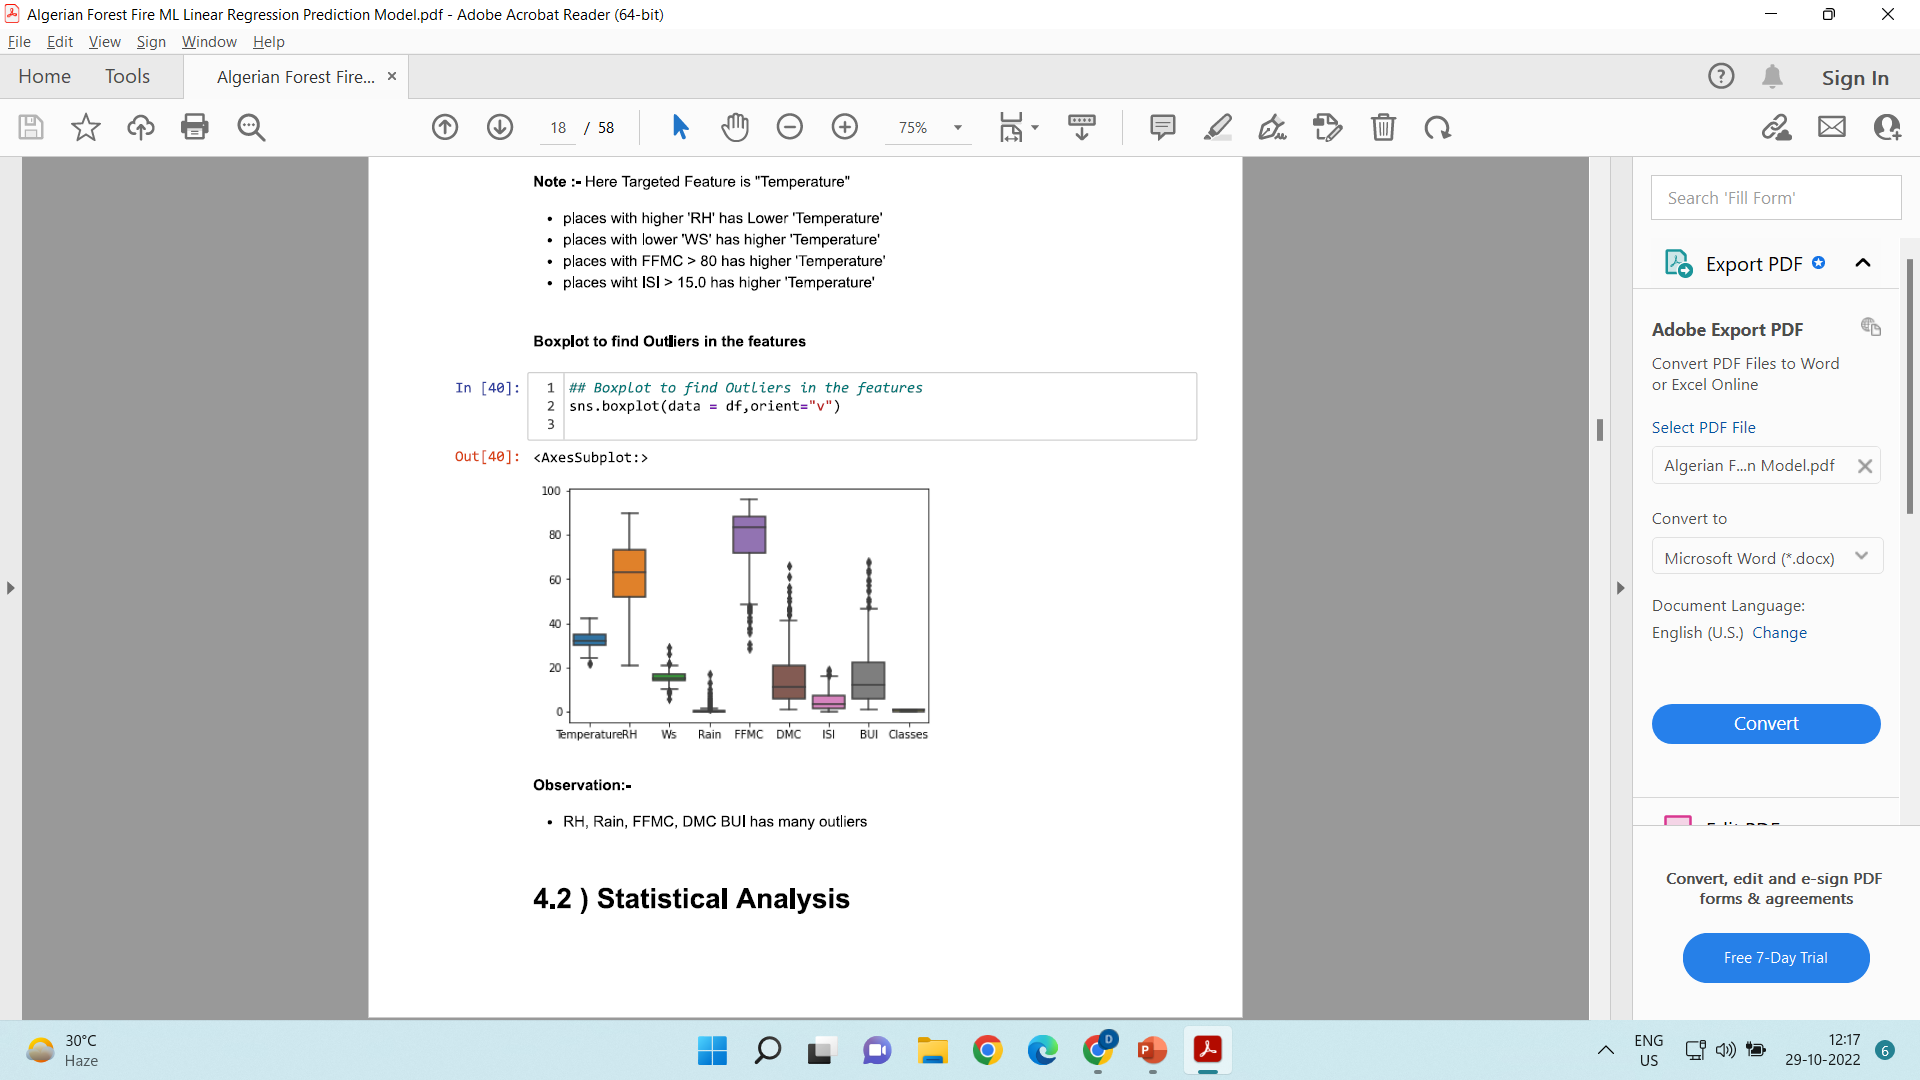 Algerian Forest Fire ML Linear Regression Prediction Model.pdf - Adobe Acrobat Reader (64-bit)
File Edit View Sign Window Help
Home Tools Algerian Forest Fire... × Sign In
18 / 58 75%
Note :- Here Targeted Feature is "Temperature"
• places with higher 'RH' has Lower 'Temperature'
• places with lower 'WS' has higher 'Temperature'
• places with FFMC > 80 has higher 'Temperature'
• places wiht ISI > 15.0 has higher 'Temperature'
Boxplot to find Outliers in the features
In [40]: 1 ## Boxplot to find Outliers in the features
2 sns.boxplot(data = df,orient="v")
3
Out[40]: <AxesSubplot:>
100
80
60
40
20
0
Temperature RH Ws Rain FFMC DMC ISI BUI Classes
Observation:-
• RH, Rain, FFMC, DMC BUI has many outliers
4.2 ) Statistical Analysis
Search 'Fill Form'
Export PDF
Adobe Export PDF
Convert PDF Files to Word
or Excel Online
Select PDF File
Algerian F...n Model.pdf
Convert to
Microsoft Word (*.docx)
Document Language:
English (U.S.) Change
Convert
Convert, edit and e-sign PDF
forms & agreements
Free 7-Day Trial
30°C
Haze
D
ENG
US
12:17
29-10-2022
6